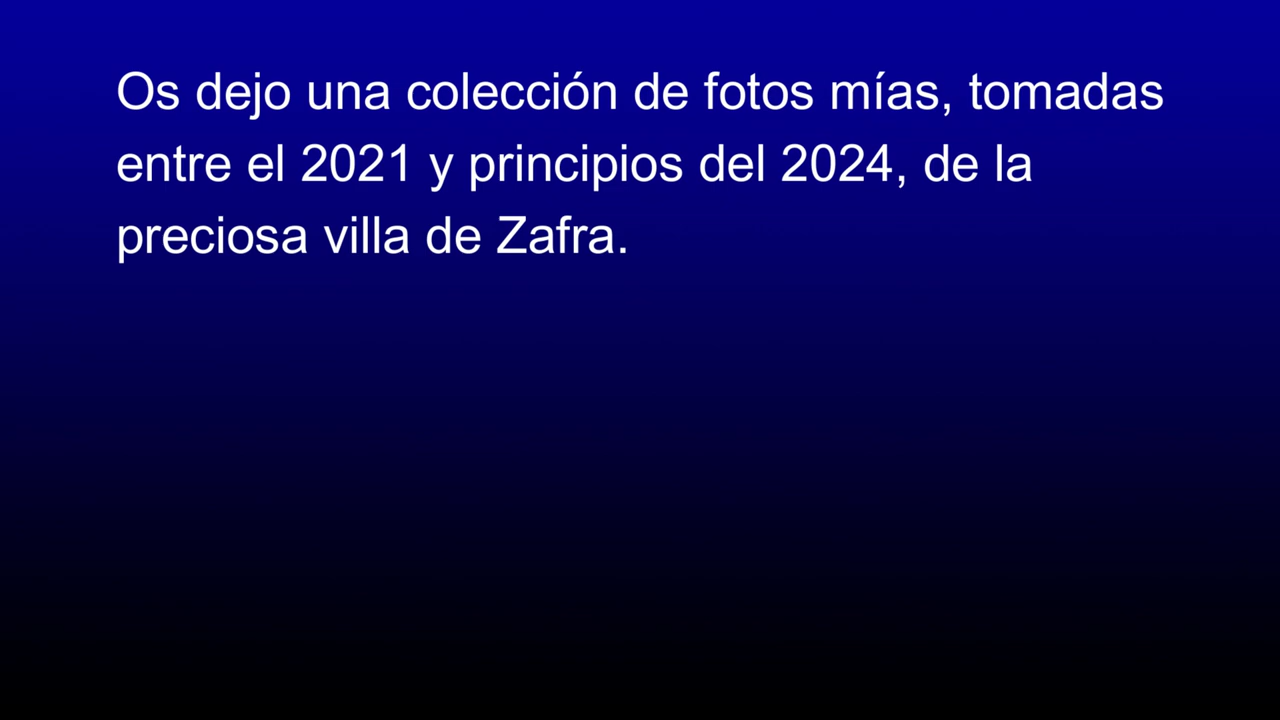 Os dejo una colección de fotos mías, tomadas
entre el 2021 y principios del 2024, de la
preciosa villa de Zafra.